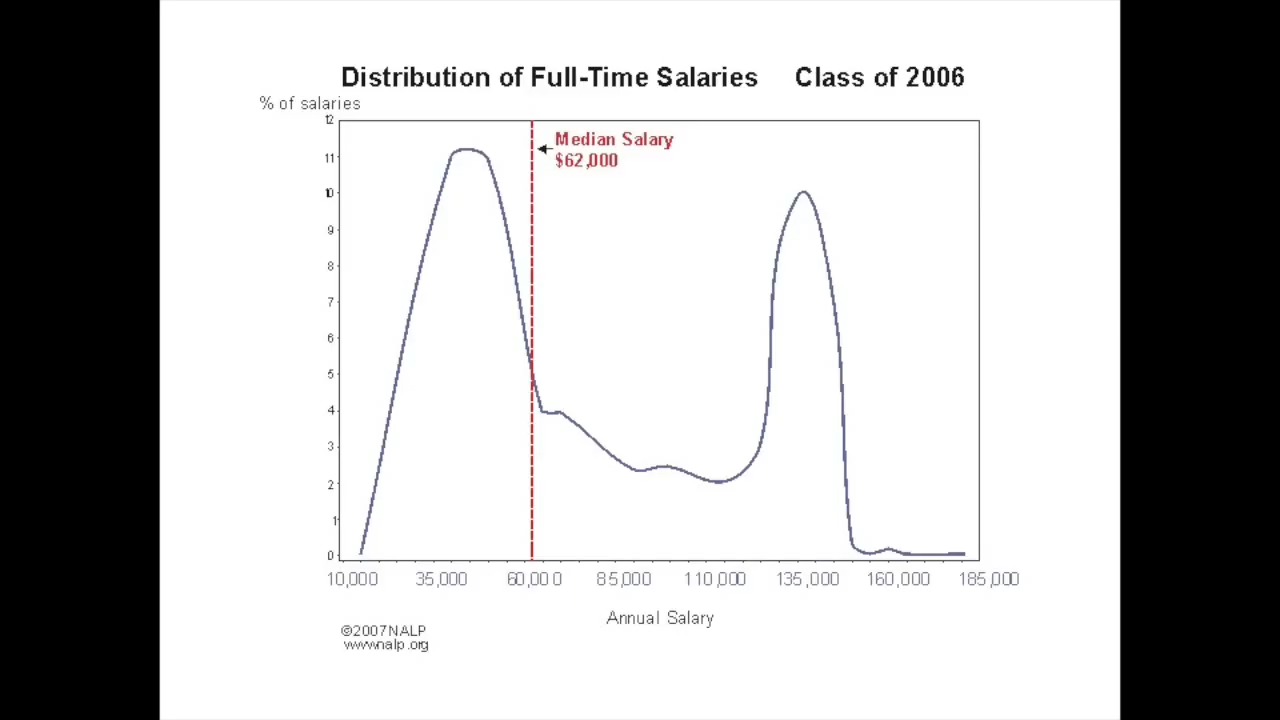 Distribution of Full-Time Salaries Class of 2006
% of salaries
Median Salary
$62,000
12
11
10
9
8
7
6
5
4
3
2
1
0
10,000 35,000 60,000 85,000 110,000 135,000 160,000 185,000
Annual Salary
©2007 NALP
www.nalp.org